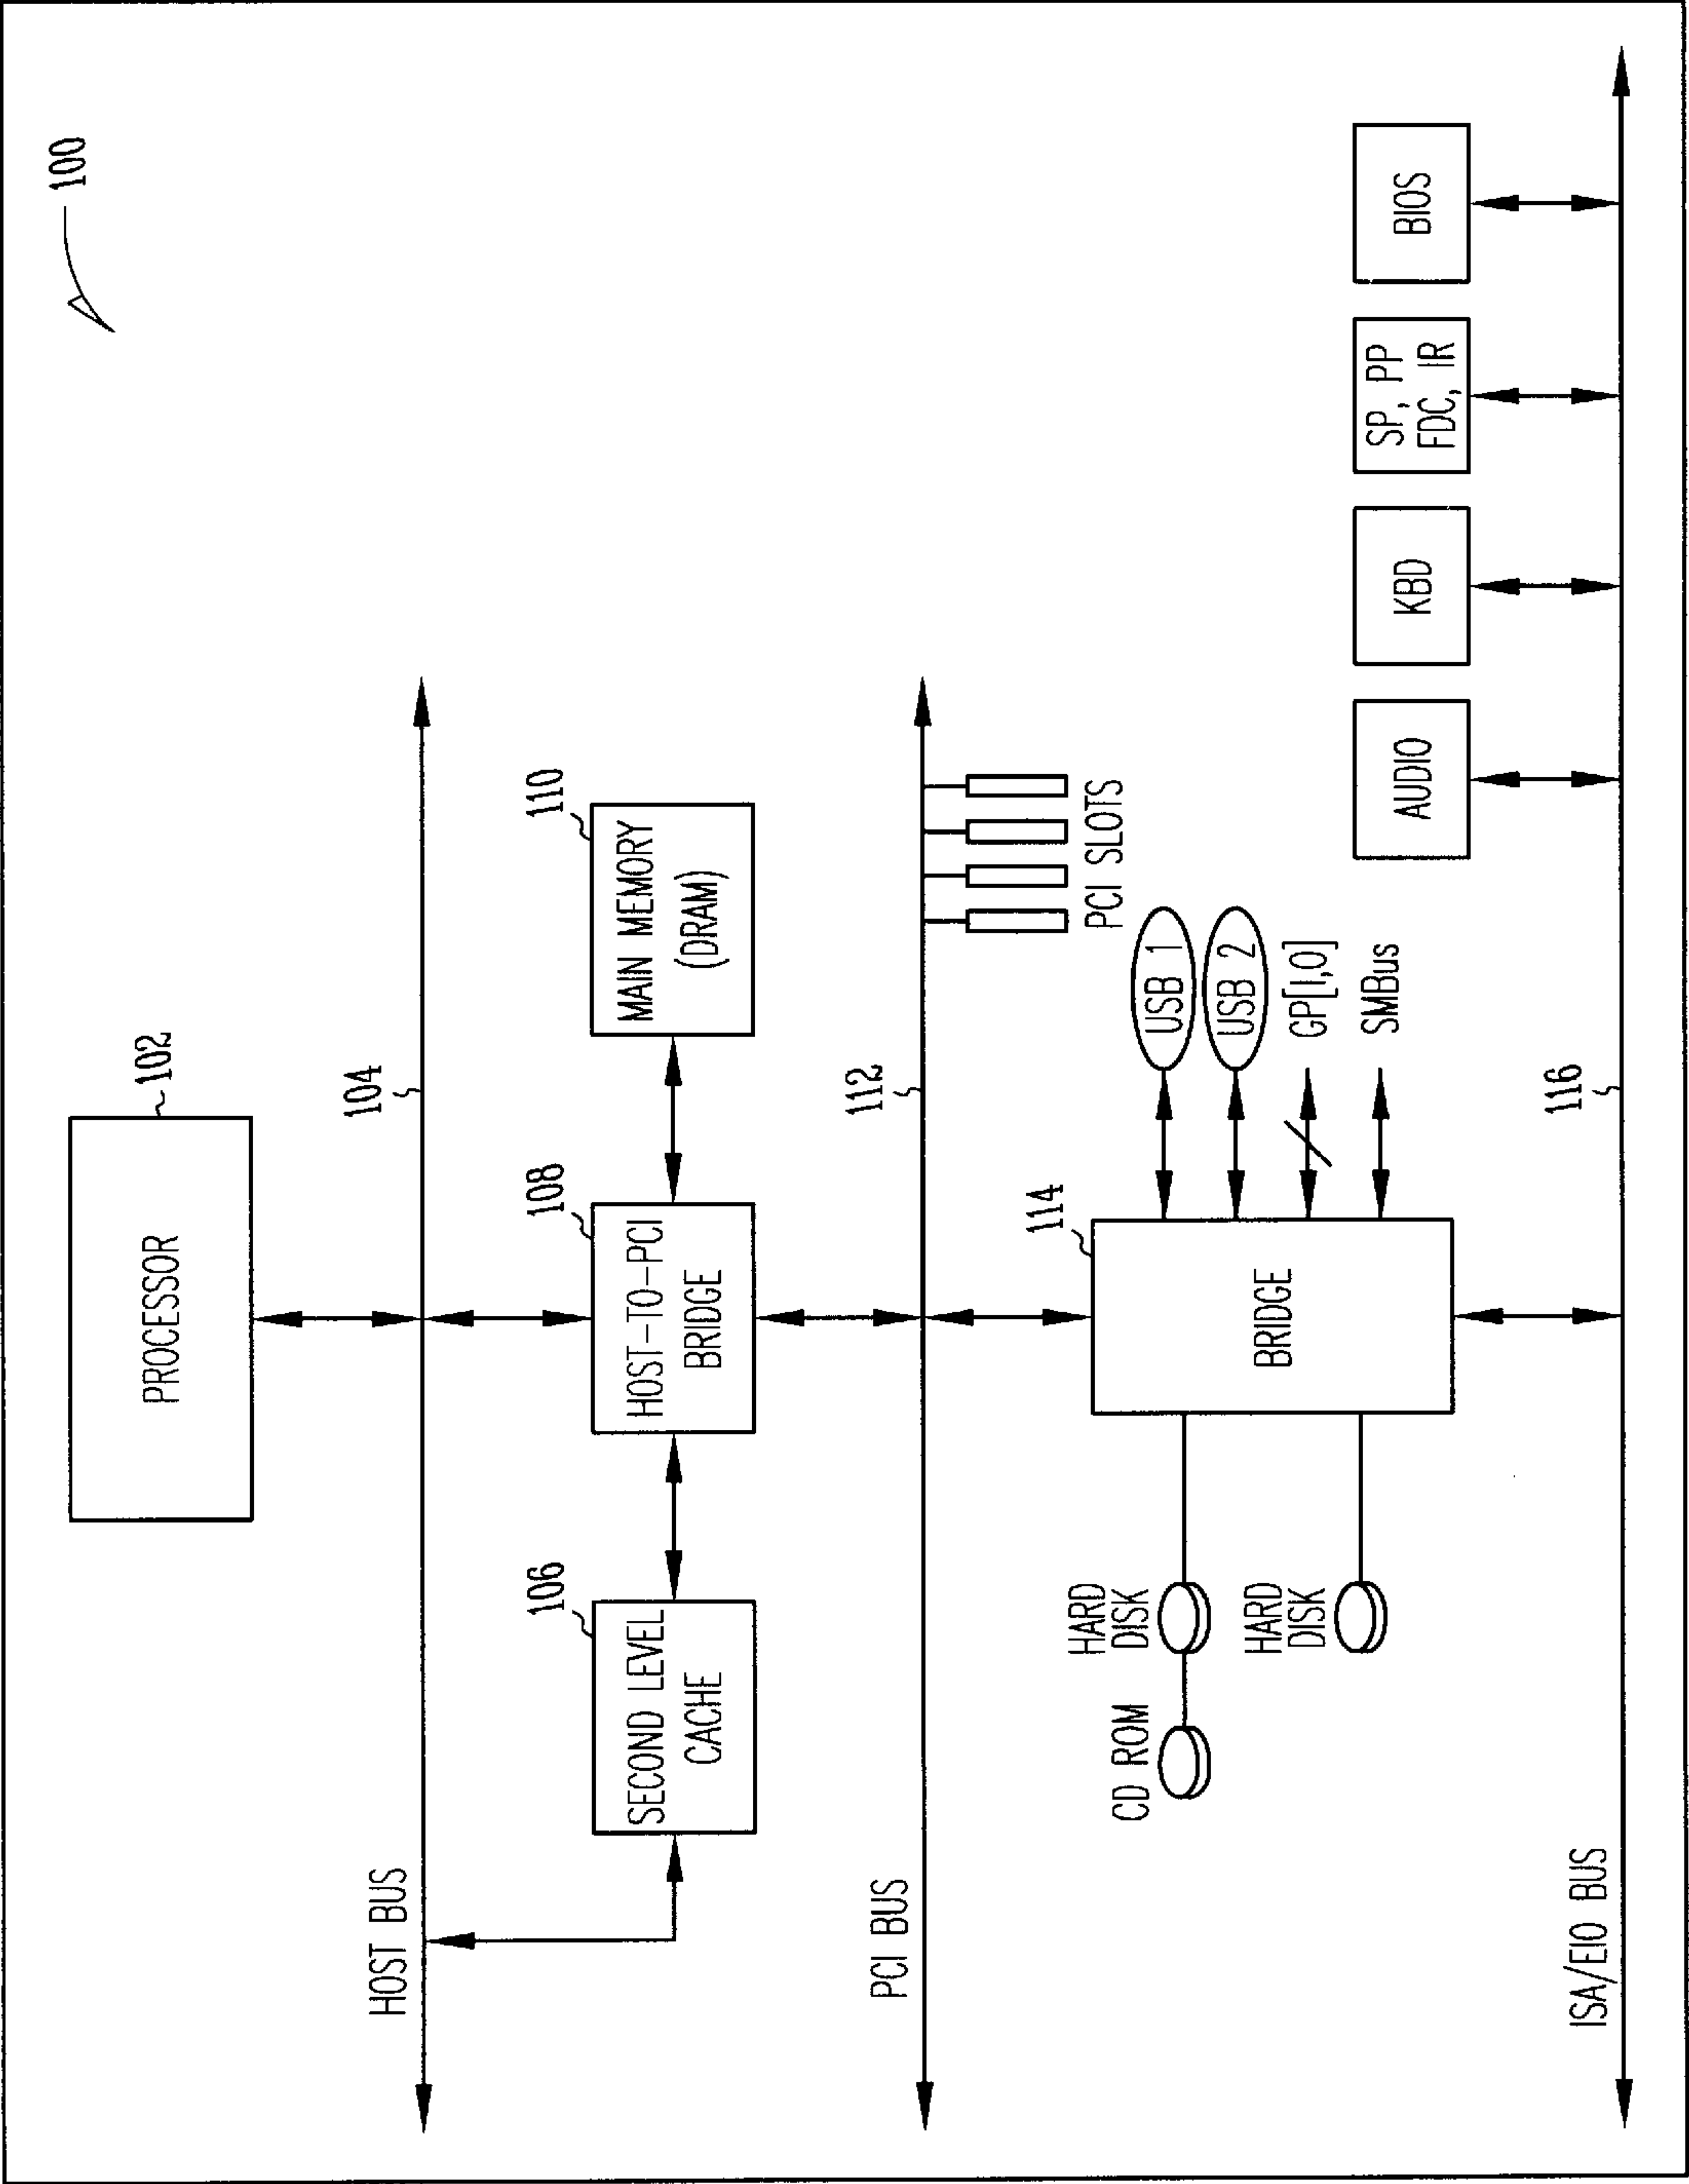 100
PROCESSOR
102
HOST BUS
104
106
108
110
SECOND LEVEL
CACHE
HOST-TO-PCI
BRIDGE
MAIN MEMORY
(DRAM)
PCI BUS
112
PCI SLOTS
HARD
DISK
CD ROM
HARD
DISK
114
BRIDGE
USB 1
USB 2
GP[I,O]
SMBus
AUDIO
KBD
SP, PP
FDC, IR
BIOS
ISA/EIO BUS
116